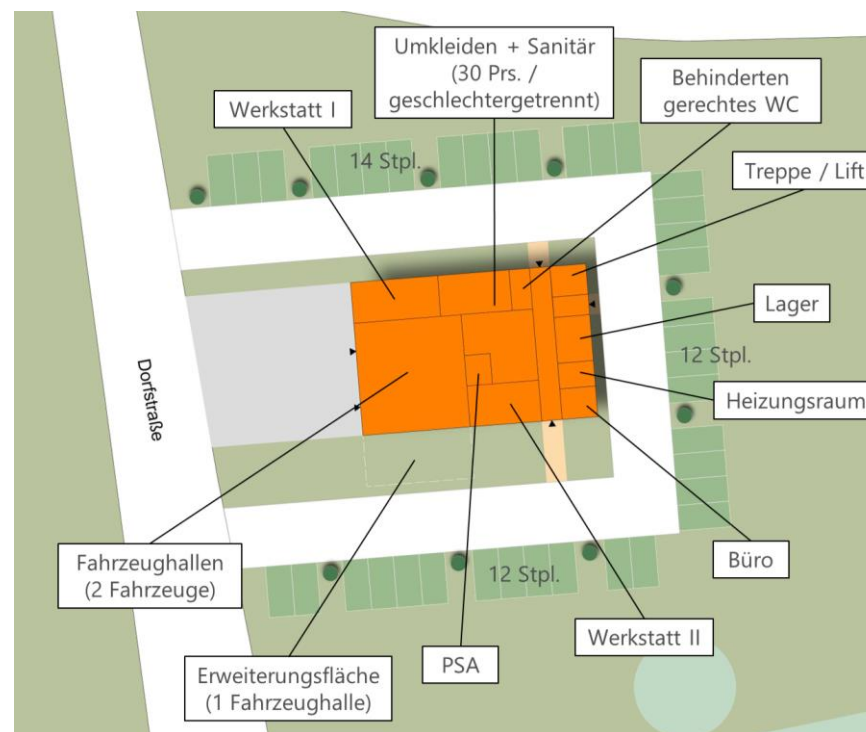 Umkleiden + Sanitär
(30 Prs. /
geschlechtergetrennt)
Behinderten
gerechtes WC
Werkstatt I
14 Stpl.
Treppe / Lift
Lager
12 Stpl.
Dorfstraße
Heizungsraum
Büro
Fahrzeughallen
(2 Fahrzeuge)
12 Stpl.
Werkstatt II
PSA
Erweiterungsfläche
(1 Fahrzeughalle)